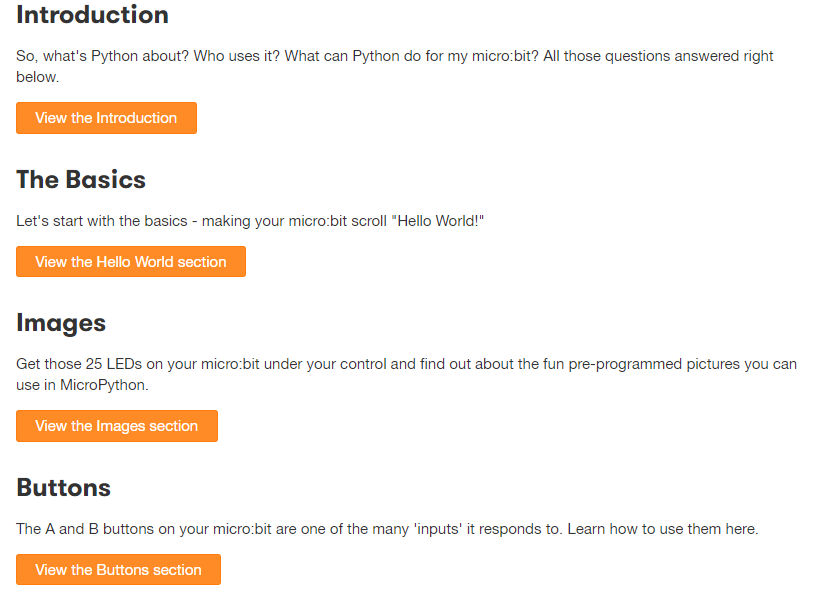 Introduction
So, what's Python about? Who uses it? What can Python do for my micro:bit? All those questions answered right
below.
View the Introduction
The Basics
Let's start with the basics - making your micro:bit scroll "Hello World!"
View the Hello World section
Images
Get those 25 LEDs on your micro:bit under your control and find out about the fun pre-programmed pictures you can
use in MicroPython.
View the Images section
Buttons
The A and B buttons on your micro:bit are one of the many 'inputs' it responds to. Learn how to use them here.
View the Buttons section